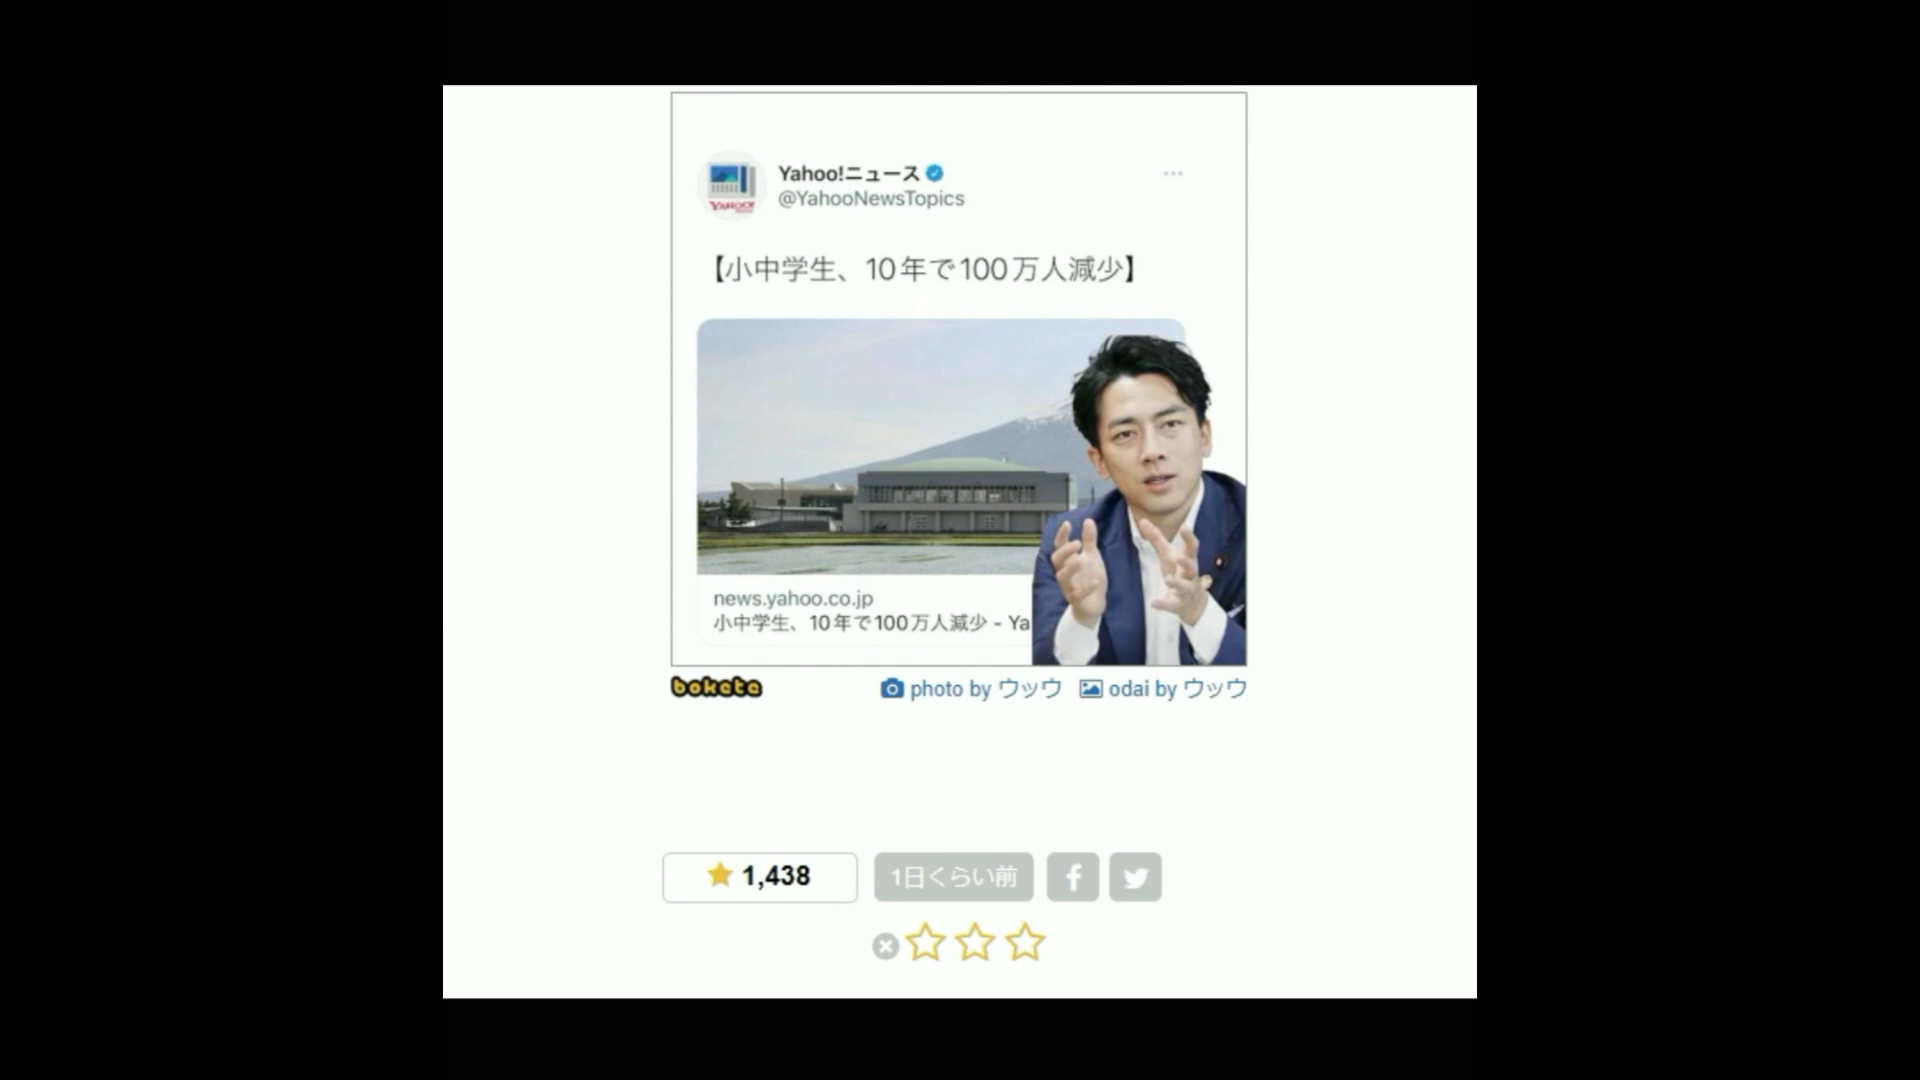 Yahoo!ニュース
@YahooNewsTopics
【小中学生、10年で100万人減少】
YAHOO!
news.yahoo.co.jp
小中学生、10年で100万人減少 - Ya
bokete
photo by ウッウ odai by ウッウ
1,438
1日くらい前